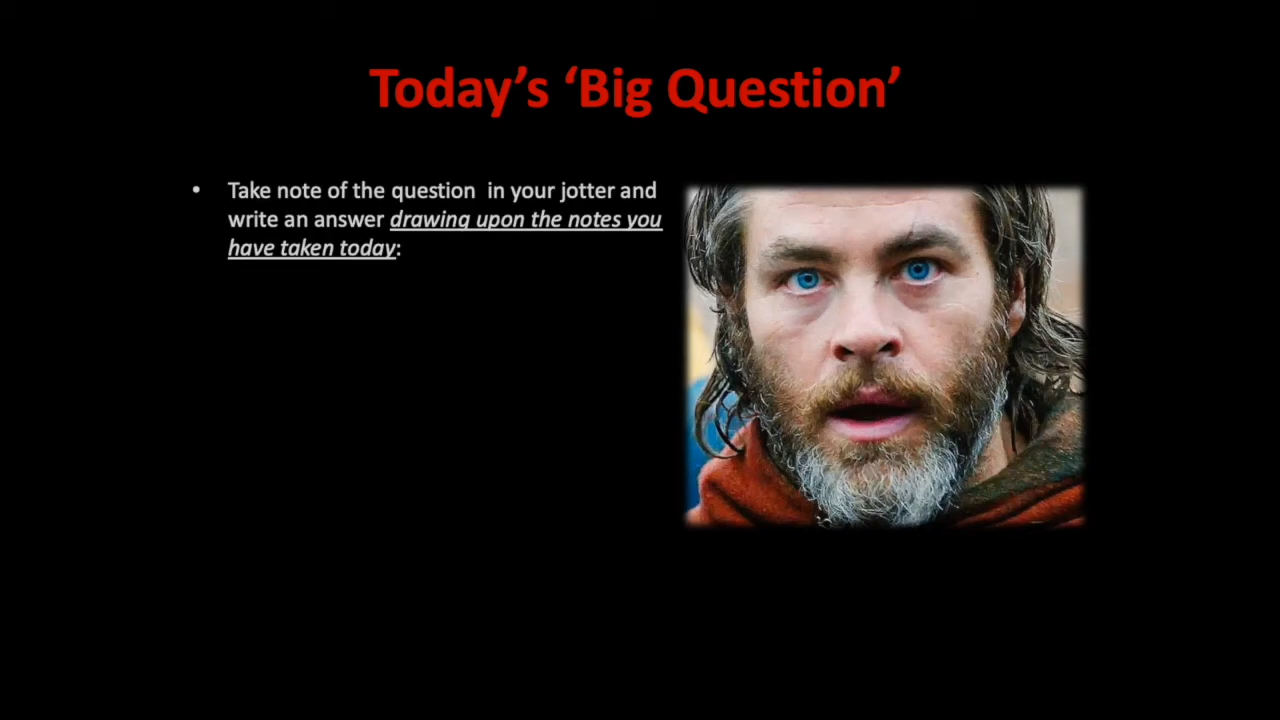 Today’s ‘Big Question’
• Take note of the question  in your jotter and
write an answer drawing upon the notes you
have taken today: